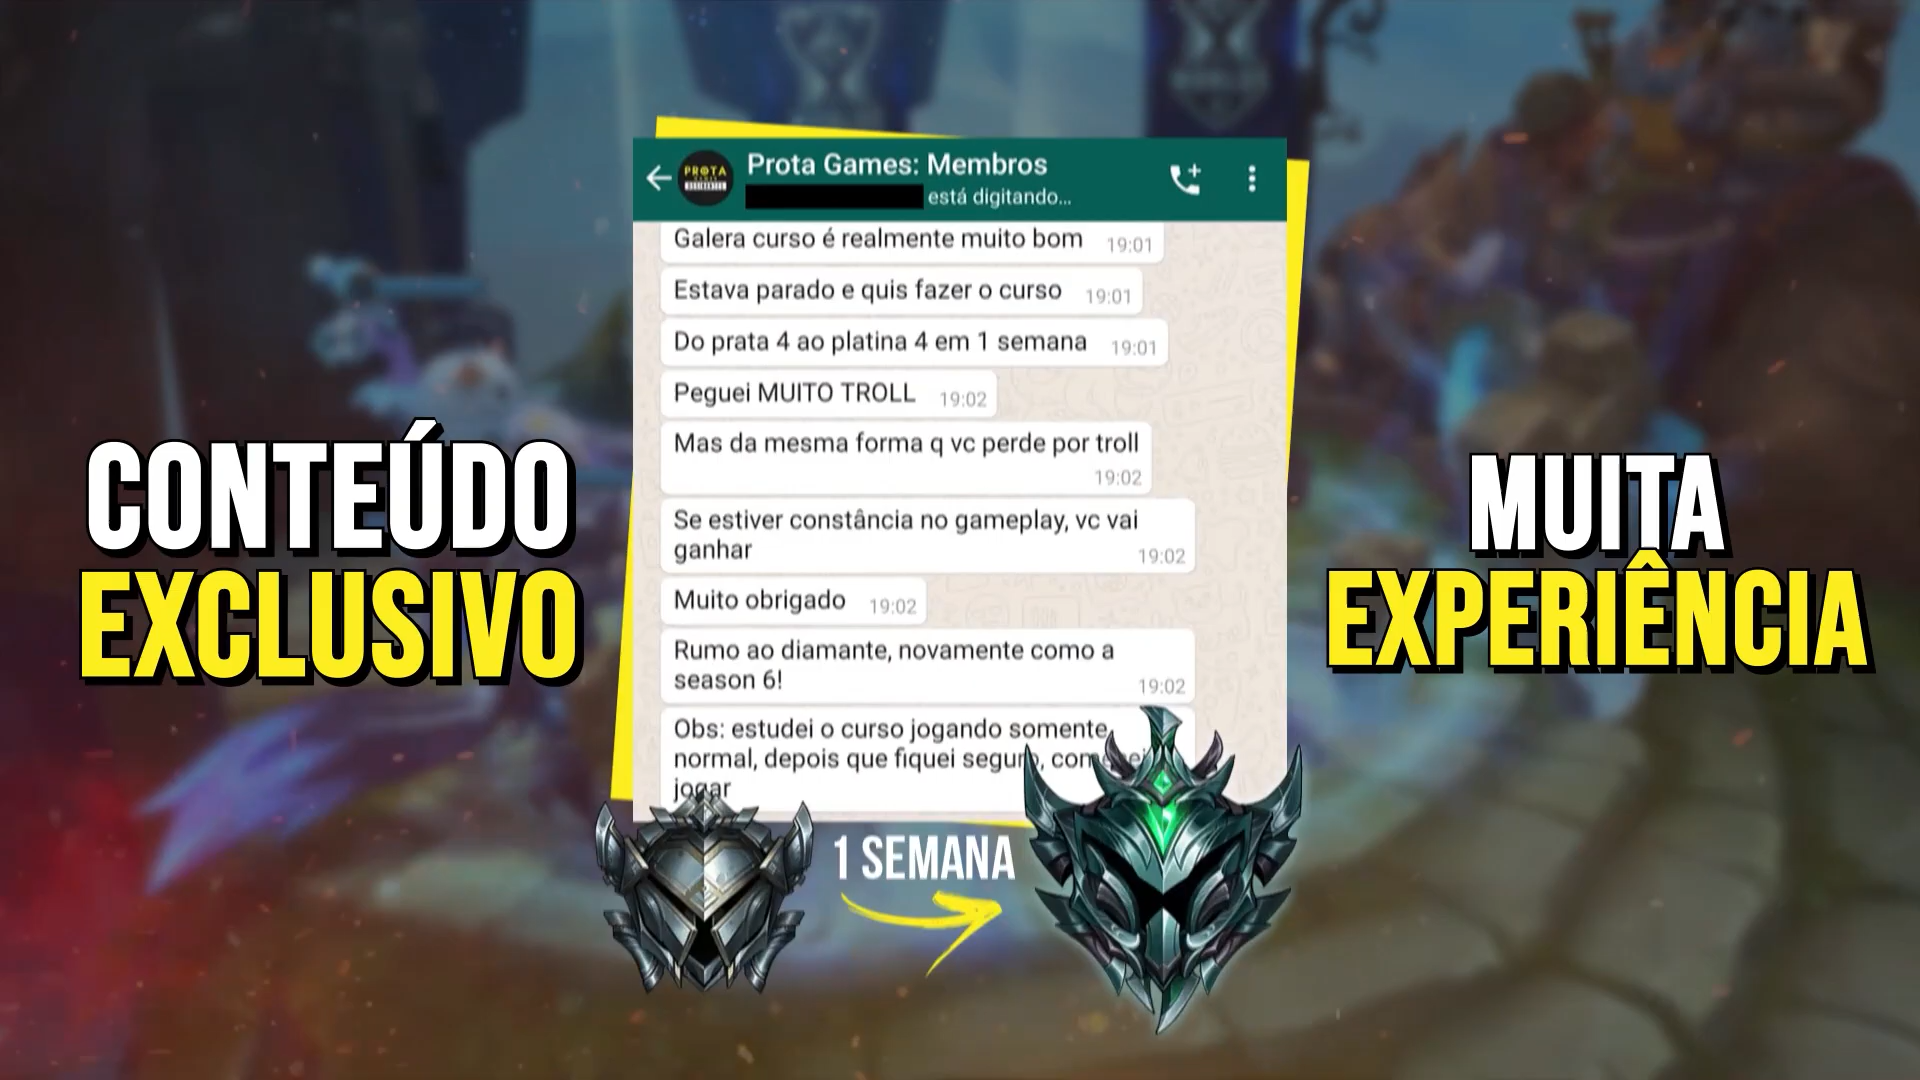 PROTA
GAMES
Prota Games: Membros
está digitando...
Galera curso é realmente muito bom 19:01
Estava parado e quis fazer o curso 19:01
Do prata 4 ao platina 4 em 1 semana 19:01
Peguei MUITO TROLL 19:02
Mas da mesma forma q vc perde por troll
19:02
Se estiver constância no gameplay, vc vai
ganhar 19:02
Muito obrigado 19:02
Rumo ao diamante, novamente como a
season 6! 19:02
Obs: estudei o curso jogando somente
normal, depois que fiquei seguro,
jogar
CONTEÚDO
EXCLUSIVO
MUITA
EXPERIÊNCIA
1 SEMANA